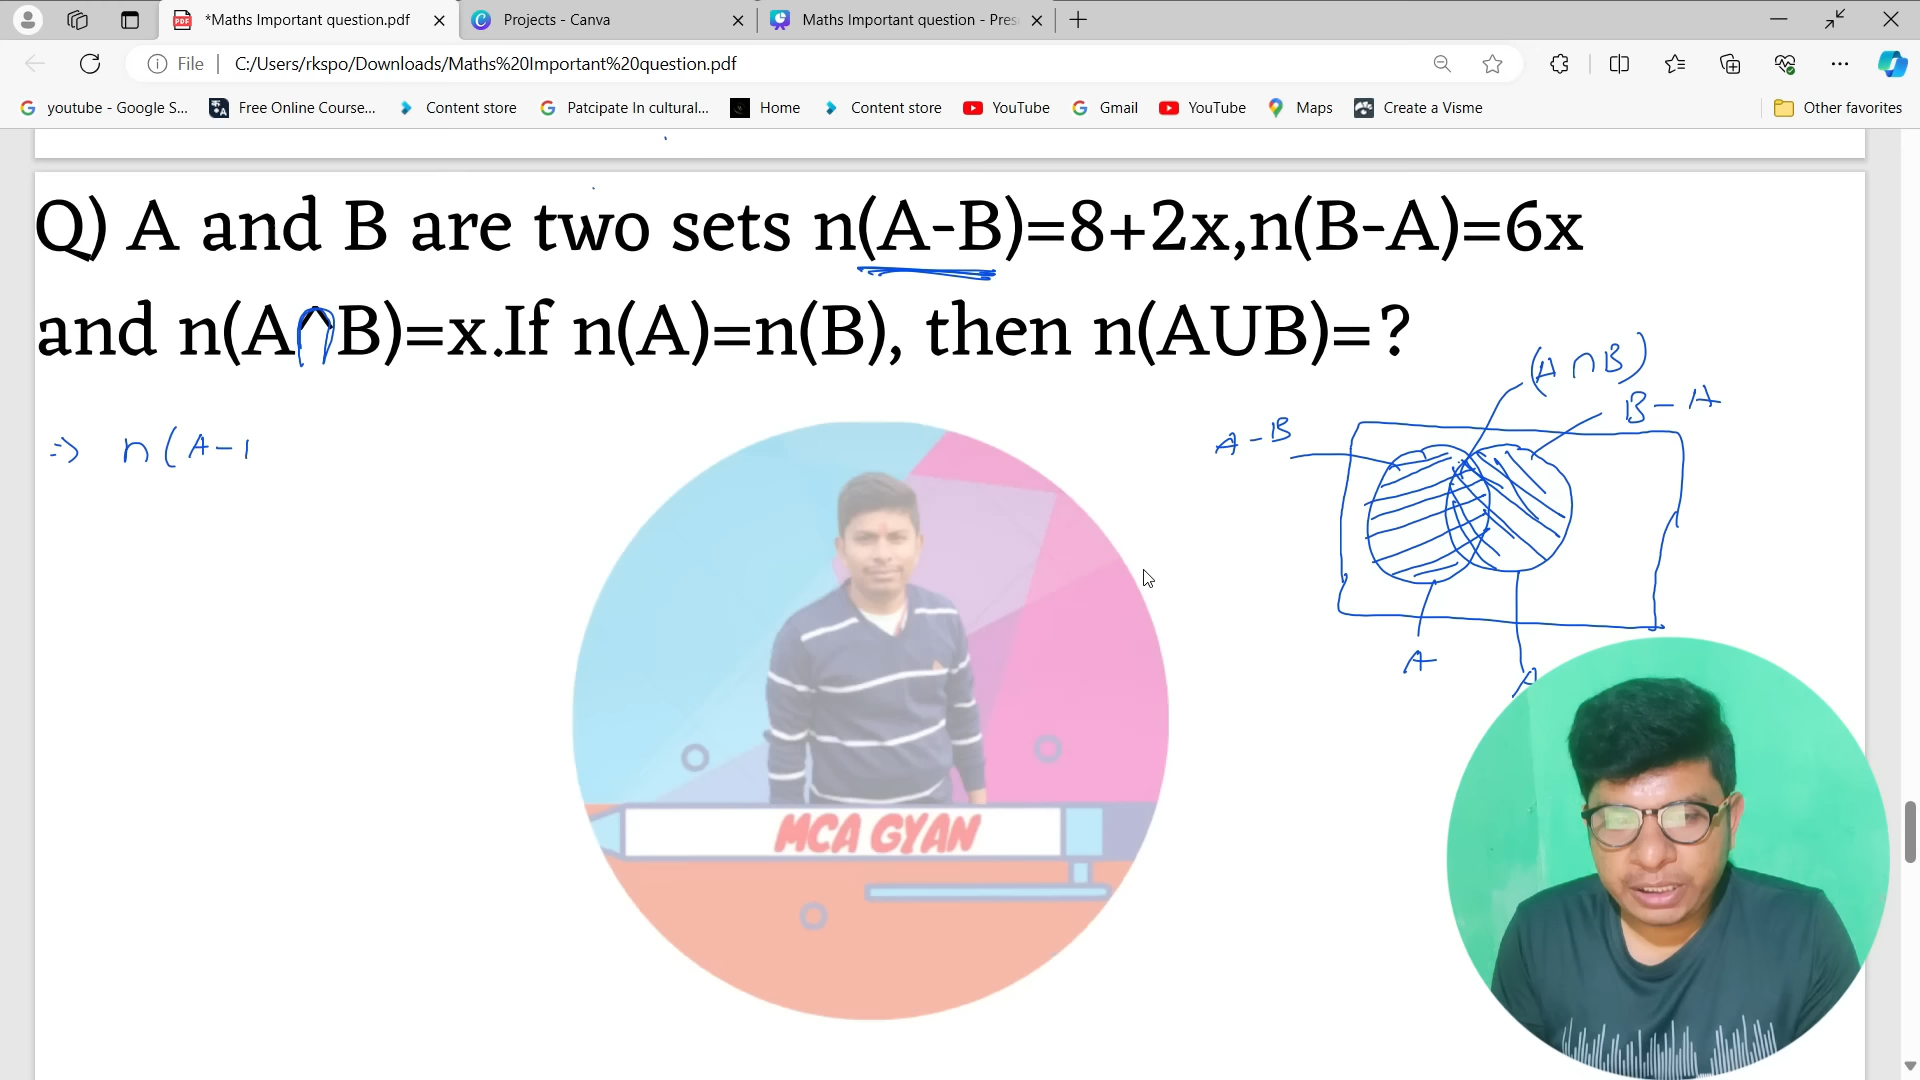 *Maths Important question.pdf
Projects - Canva
Maths Important question - Pres
File
C:/Users/rkspo/Downloads/Maths%20Important%20question.pdf
youtube - Google S...
Free Online Course...
Content store
Patcipate In cultural...
Home
Content store
YouTube
Gmail
YouTube
Maps
Create a Visme
Other favorites
Q) A and B are two sets n(A-B)=8+2x,n(B-A)=6x
and n(A∩B)=x.If n(A)=n(B), then n(AUB)=?
(A ∩ B)
B - A
A - B
=> n(A-
A
MCA GYAN